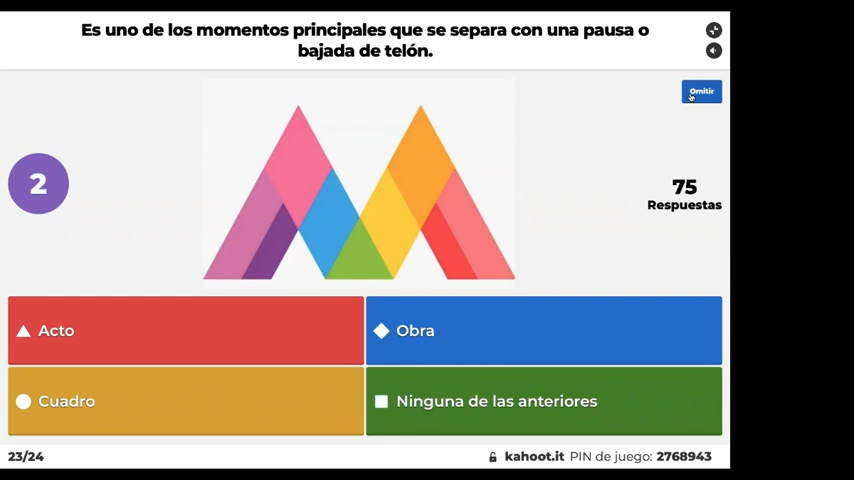 Es uno de los momentos principales que se separa con una pausa o
bajada de telón.
Omitir
2
75
Respuestas
Acto
Obra
Cuadro
Ninguna de las anteriores
23/24
kahoot.it PIN de juego: 2768943